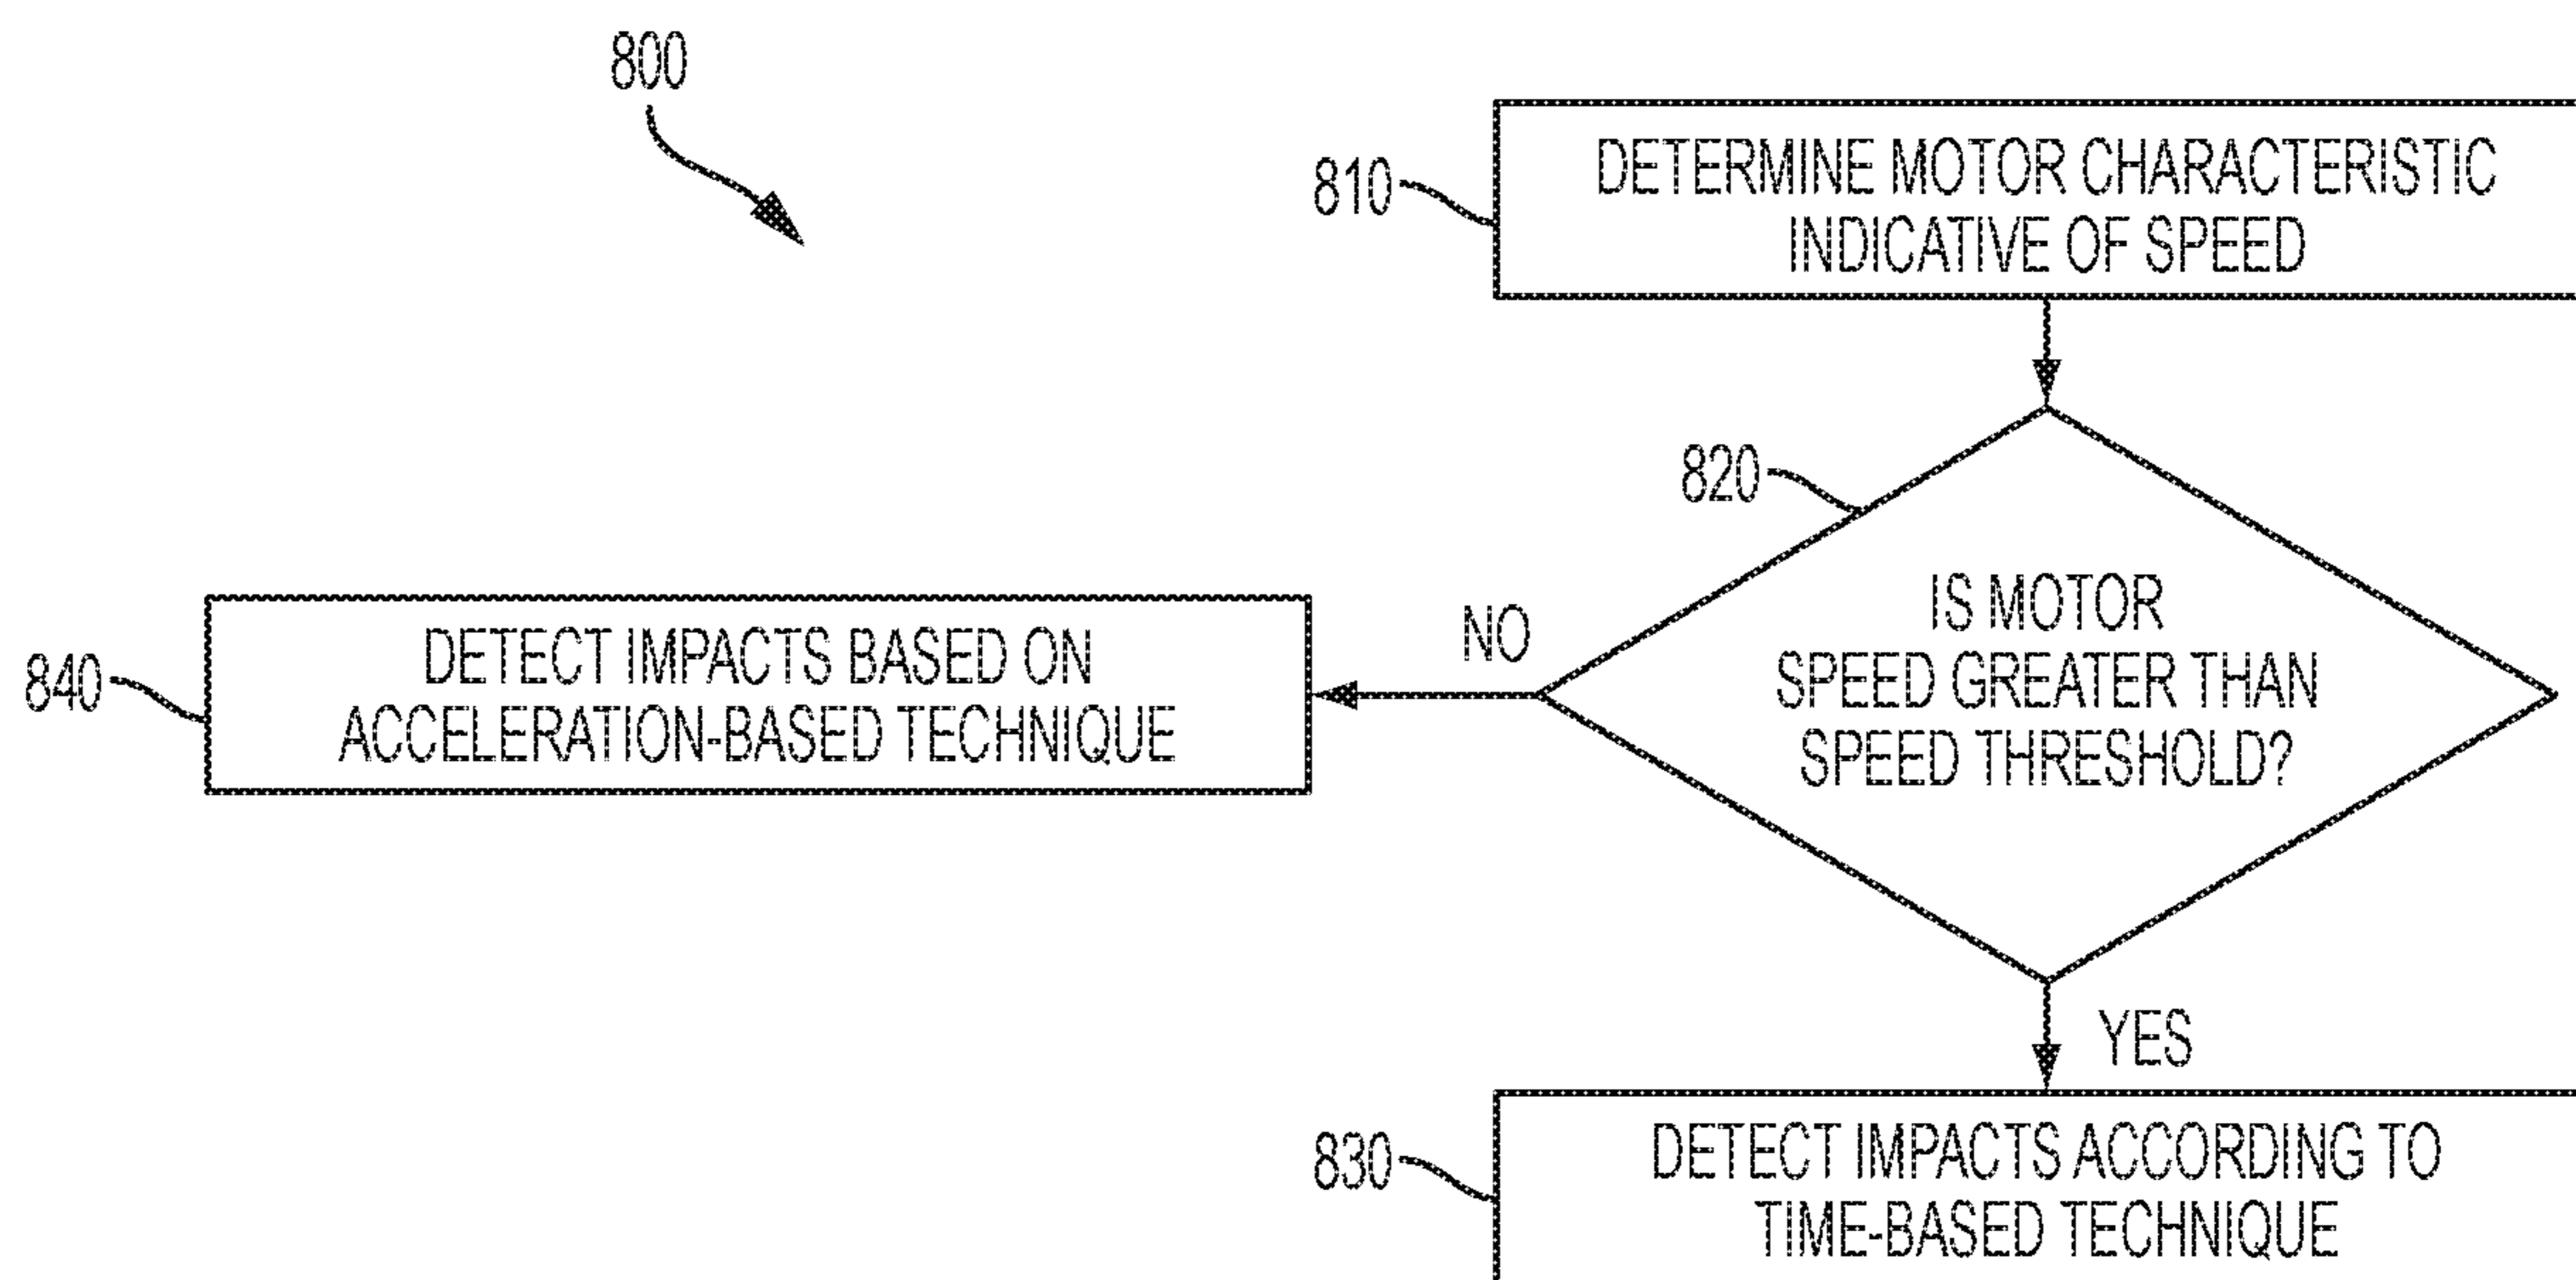 800
810
DETERMINE MOTOR CHARACTERISTIC
INDICATIVE OF SPEED
820
IS MOTOR
SPEED GREATER THAN
SPEED THRESHOLD?
NO
840
DETECT IMPACTS BASED ON
ACCELERATION-BASED TECHNIQUE
YES
830
DETECT IMPACTS ACCORDING TO
TIME-BASED TECHNIQUE